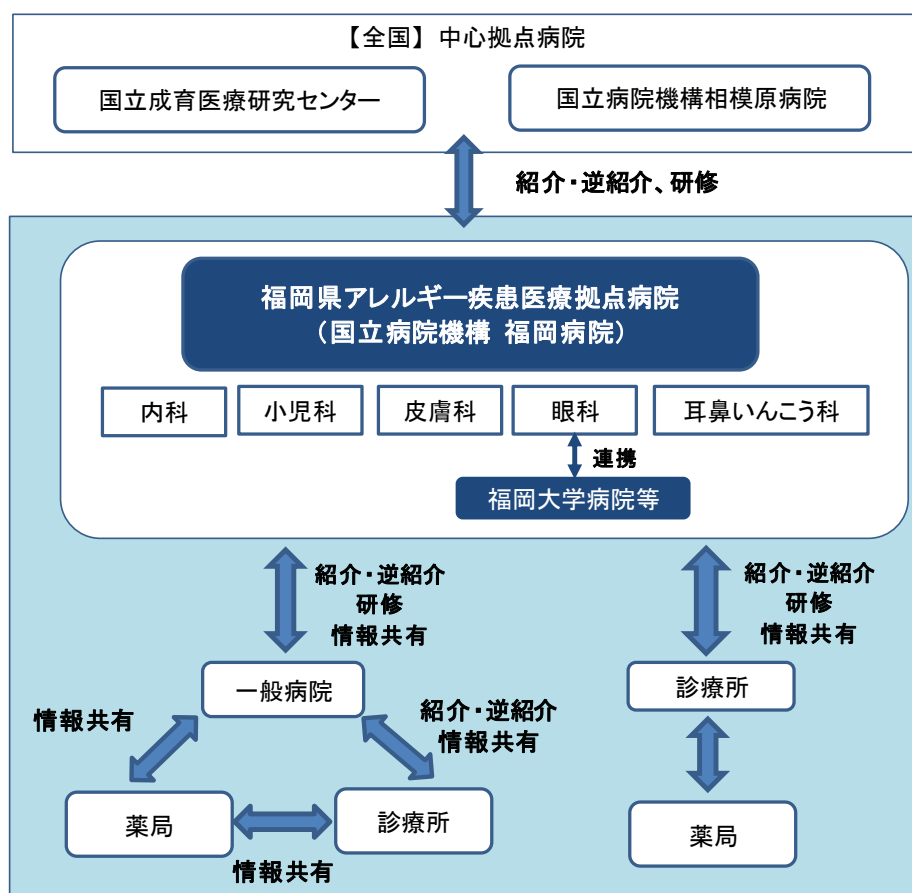 【全国】 中心拠点病院
国立成育医療研究センター
国立病院機構相模原病院
紹介・逆紹介、研修
福岡県アレルギー疾患医療拠点病院
（国立病院機構 福岡病院）
内科
小児科
皮膚科
眼科
耳鼻いんこう科
連携
福岡大学病院等
紹介・逆紹介
研修
情報共有
紹介・逆紹介
研修
情報共有
一般病院
診療所
情報共有
紹介・逆紹介
情報共有
薬局
診療所
薬局
情報共有